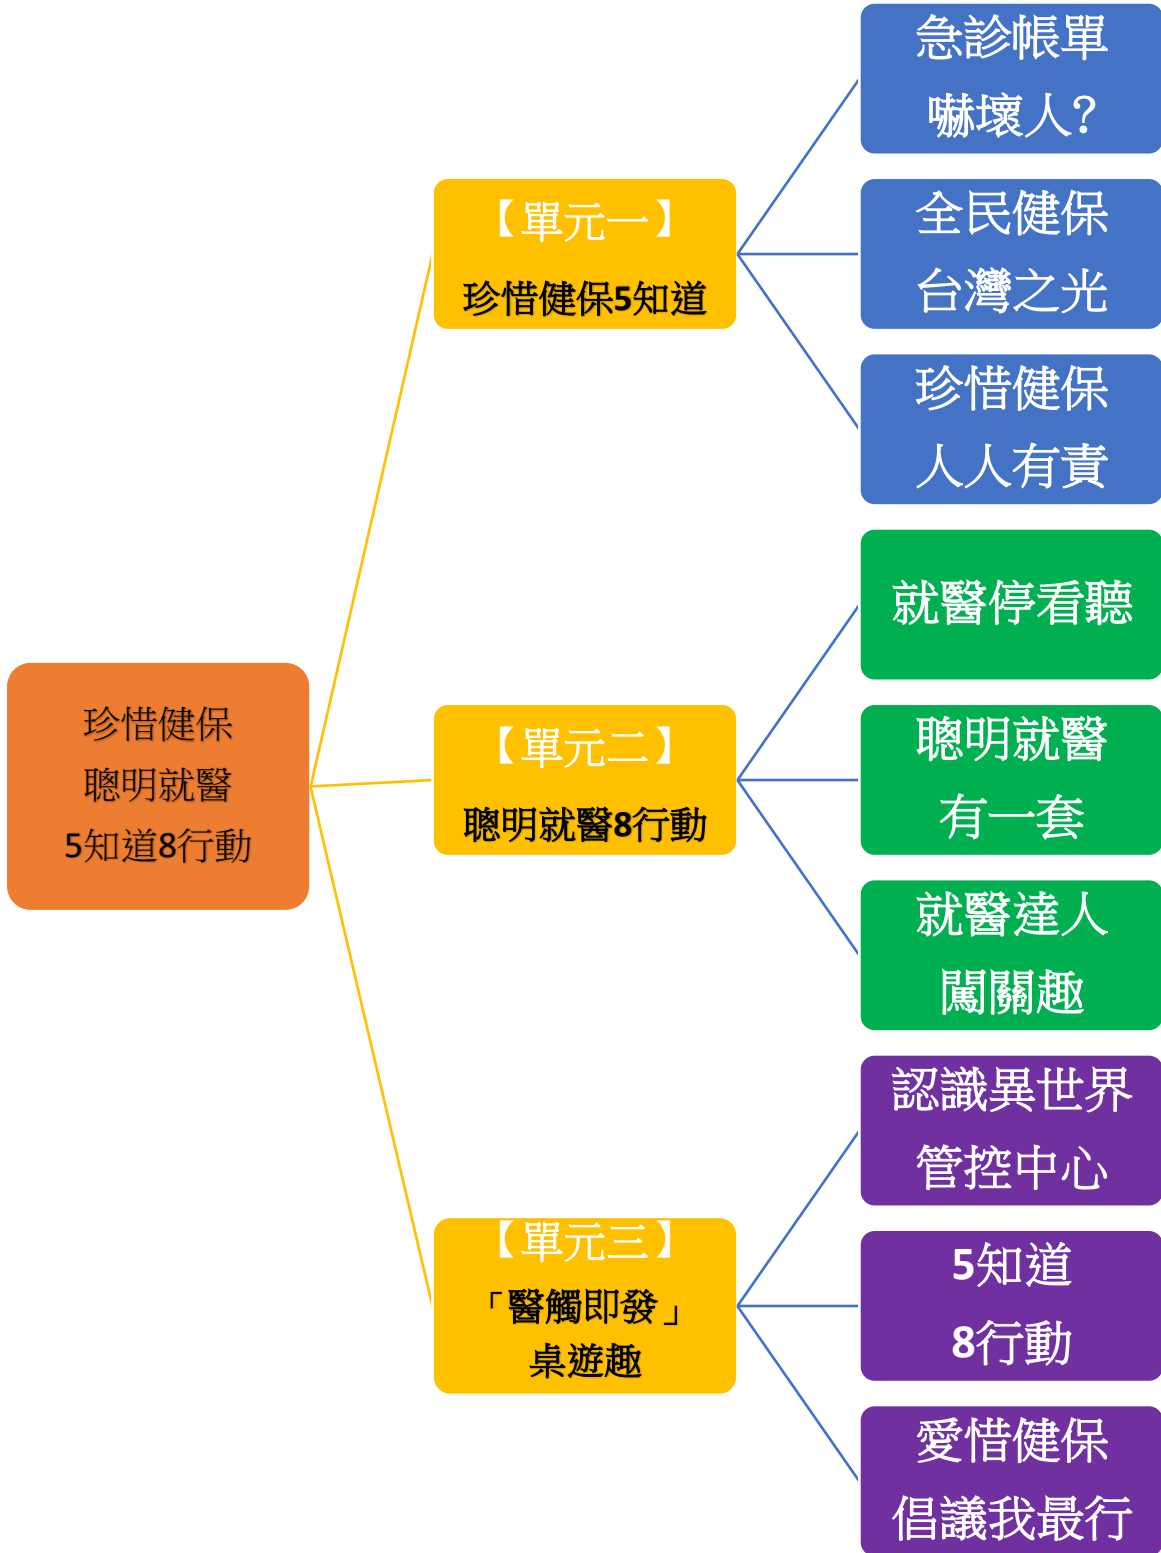 珍惜健保
聰明就醫
5知道8行動
【單元一】
珍惜健保5知道
急診帳單
嚇壞人？
全民健保
台灣之光
珍惜健保
人人有責
【單元二】
聰明就醫8行動
就醫停看聽
聰明就醫
有一套
就醫達人
闖關趣
【單元三】
「醫觸即發」
桌遊趣
認識異世界
管控中心
5知道
8行動
愛惜健保
倡議我最行